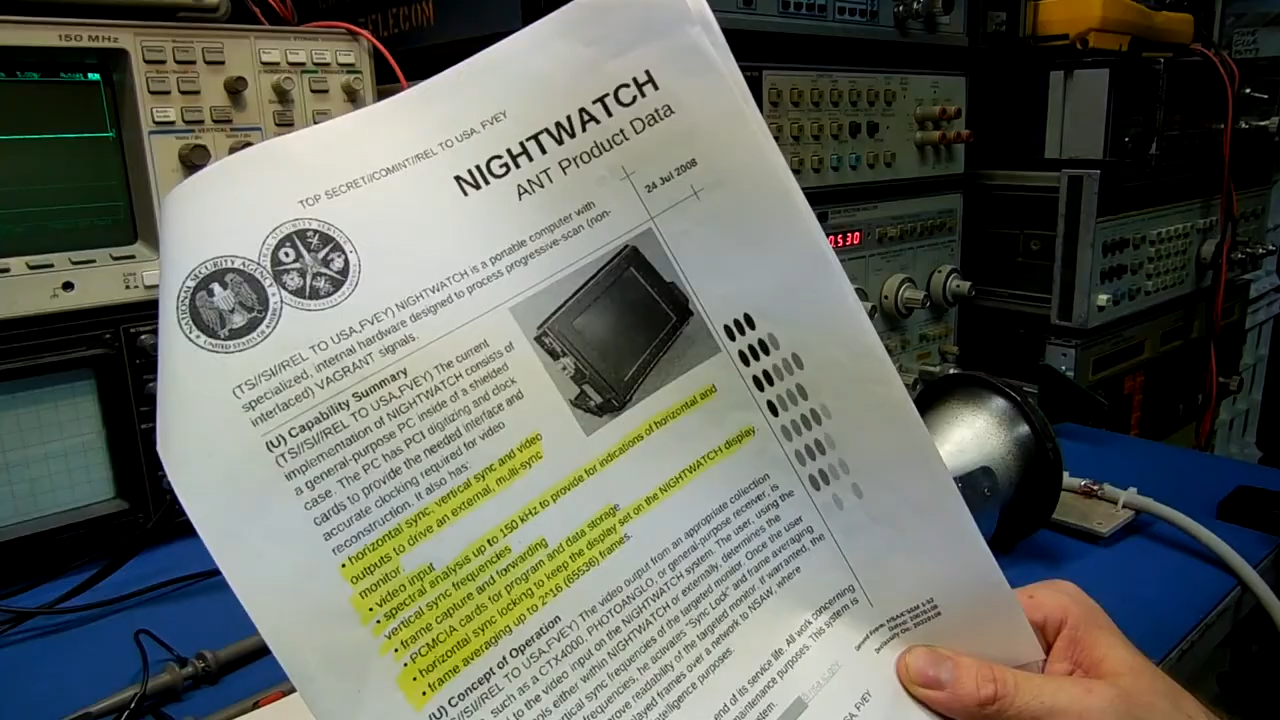 150 MHz
TELECOM
TOP SECRET//COMINT//REL TO USA, FVEY
NIGHTWATCH
ANT Product Data
24 Jul 2008
NATIONAL SECURITY AGENCY
UNITED STATES OF AMERICA
CENTRAL SECURITY SERVICE
(TS//SI//REL TO USA,FVEY) NIGHTWATCH is a portable computer with
specialized, internal hardware designed to process progressive-scan (non-
interlaced) VAGRANT signals.
(U) Capability Summary
(TS//SI//REL TO USA,FVEY) The current
implementation of NIGHTWATCH consists of
a general-purpose PC inside of a shielded
case. The PC has PCI digitizing and clock
cards to provide the needed interface and
accurate clocking required for video
reconstruction. It also has:
• horizontal sync, vertical sync and video
outputs to drive an external, multi-sync
monitor.
• video input
• spectral analysis up to 150 kHz to provide for indications of horizontal and
vertical sync frequencies
• frame capture and forwarding
• PCMCIA cards for program and data storage
• horizontal sync locking to keep the display set on the NIGHTWATCH display
• frame averaging up to 2^16 (65536) frames.
(U) Concept of Operation
//SI//REL TO USA,FVEY) The video output from an appropriate collection
such as a CTX4000, PHOTOANGLO, or general-purpose receiver, is
to the video input on the NIGHTWATCH system. The user, using the
ools either within NIGHTWATCH or externally, determines the
vertical sync frequencies of the targeted monitor. Once the user
frequencies, he activates "Sync Lock" and frame averaging
prove readability of the targeted monitor. If warranted, the
layed frames over a network to NSAW, where
elligence purposes.
end of its service life. All work concerning
maintenance purposes. This system is
stem.
0.530